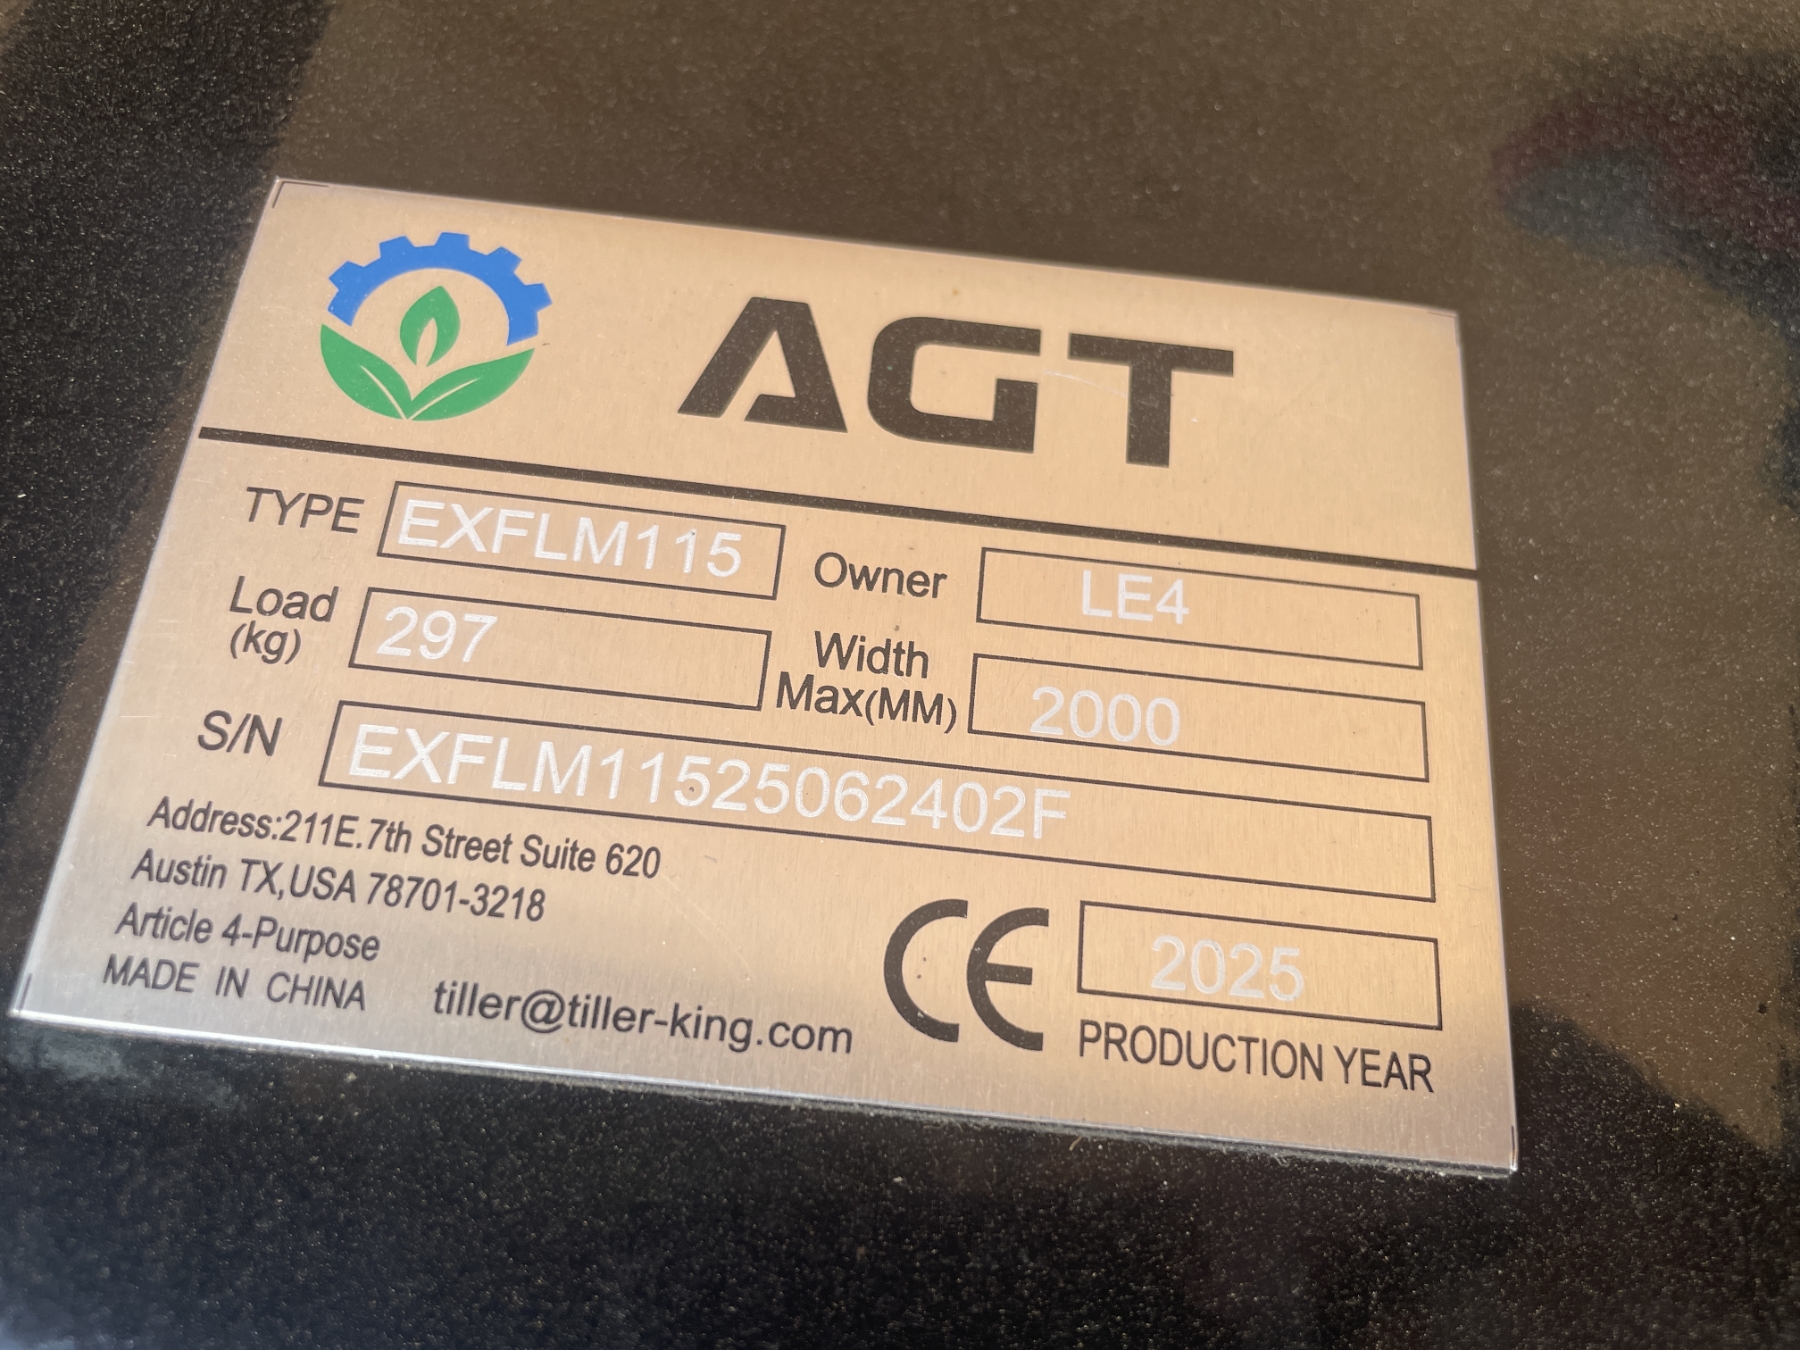 AGT
TYPE EXFLM115 Owner LE4
Load (kg) 297 Width Max(MM) 2000
S/N EXFLM11525062402F
Address:211E.7th Street Suite 620
Austin TX,USA 78701-3218
Article 4-Purpose
MADE IN CHINA tiller@tiller-king.com
CE 2025
PRODUCTION YEAR